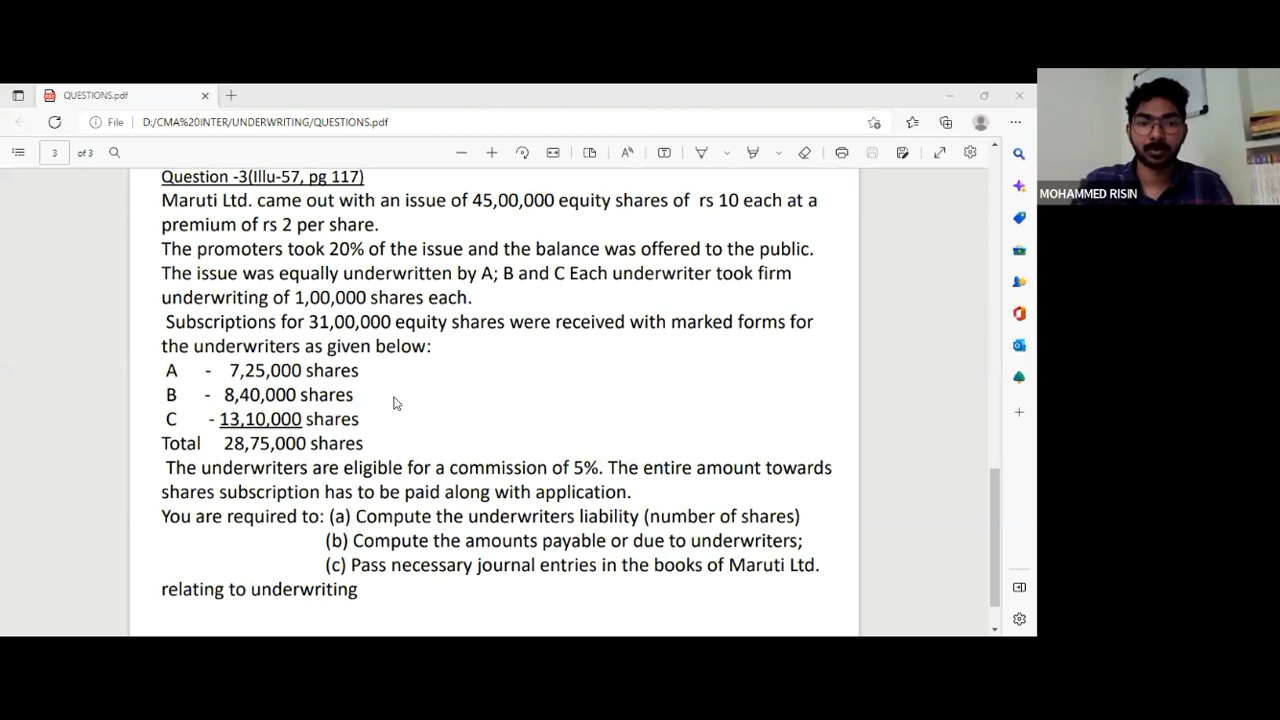 QUESTIONS.pdf
File D:/CMA%20INTER/UNDERWRITING/QUESTIONS.pdf
3 of 3
MOHAMMED RISIN
Question -3(Illu-57, pg 117)
Maruti Ltd. came out with an issue of 45,00,000 equity shares of rs 10 each at a
premium of rs 2 per share.
The promoters took 20% of the issue and the balance was offered to the public.
The issue was equally underwritten by A; B and C Each underwriter took firm
underwriting of 1,00,000 shares each.
Subscriptions for 31,00,000 equity shares were received with marked forms for
the underwriters as given below:
A - 7,25,000 shares
B - 8,40,000 shares
C - 13,10,000 shares
Total 28,75,000 shares
The underwriters are eligible for a commission of 5%. The entire amount towards
shares subscription has to be paid along with application.
You are required to: (a) Compute the underwriters liability (number of shares)
(b) Compute the amounts payable or due to underwriters;
(c) Pass necessary journal entries in the books of Maruti Ltd.
relating to underwriting